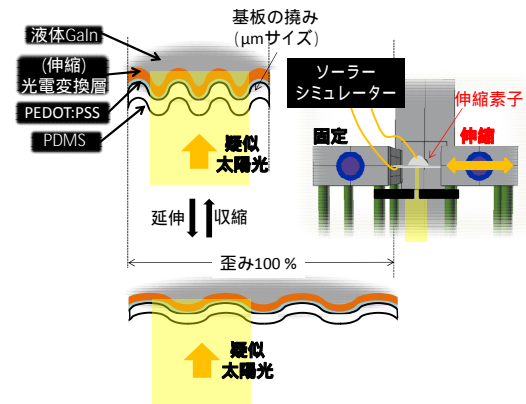 液体GaIn
(伸縮)
光電変換層
PEDOT:PSS
PDMS
基板の撓み
(μmサイズ)
疑似
太陽光
ソーラー
シミュレーター
伸縮素子
固定
伸縮
延伸
収縮
歪み100 %
疑似
太陽光